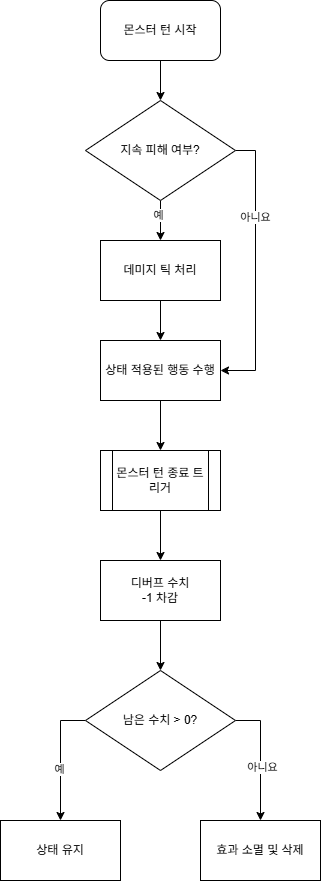 몬스터 턴 시작
지속 피해 여부?
예
아니요
데미지 틱 처리
상태 적용된 행동 수행
몬스터 턴 종료 트
리거
디버프 수치
-1 차감
남은 수치 > 0?
예
아니요
상태 유지
효과 소멸 및 삭제